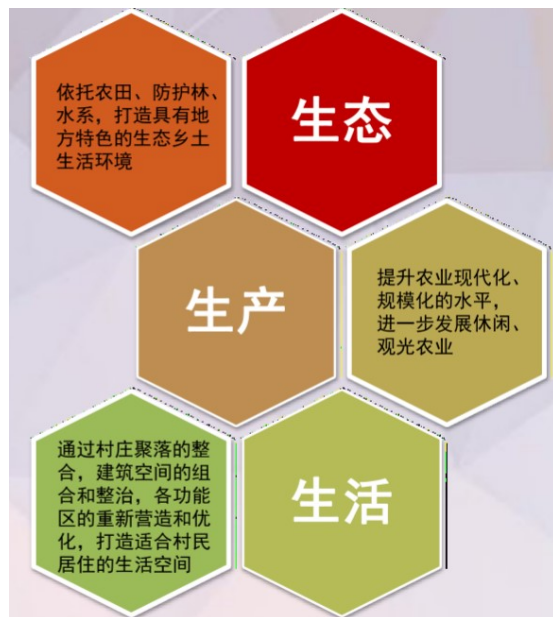 依托农田、防护林、
水系，打造具有地
方特色的生态乡土
生活环境
生态
生产
提升农业现代化、
规模化的水平，
进一步发展休闲、
观光农业
通过村庄聚落的整
合，建筑空间的组
合和整治，各功能
区的重新营造和优
化，打造适合村民
居住的生活空间
生活